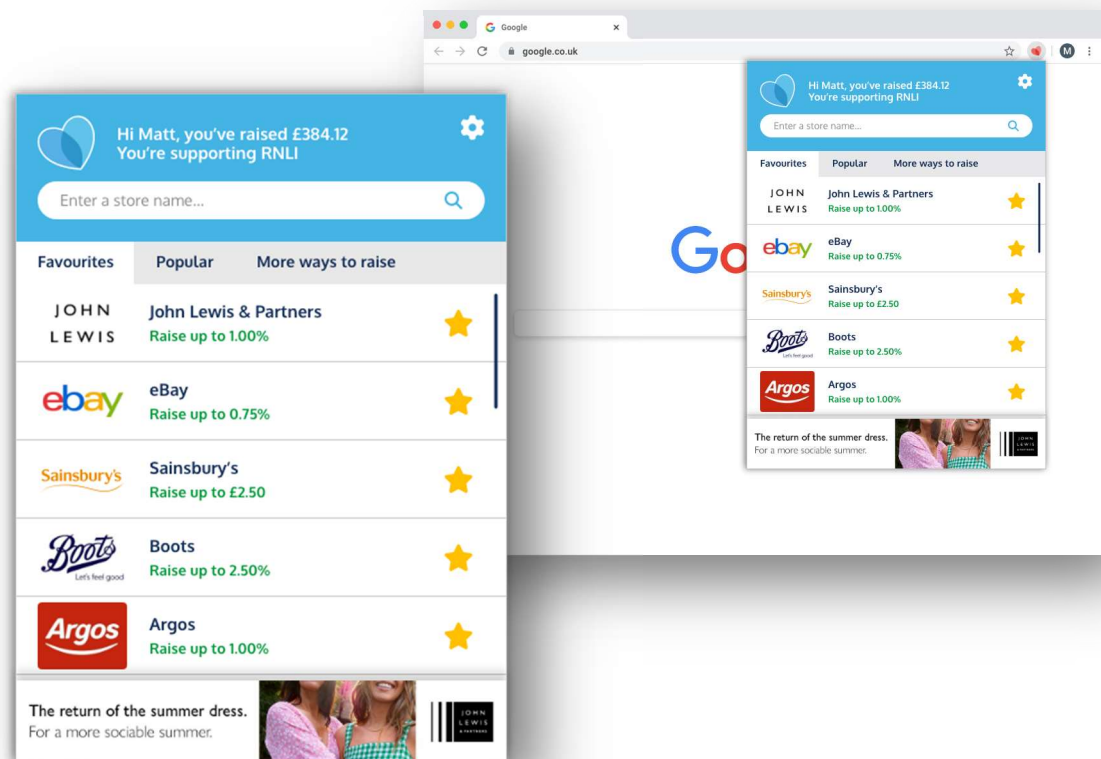 Hi Matt, you've raised £384.12
You're supporting RNLI
Enter a store name...
Favourites Popular More ways to raise
JOHN
LEWIS
John Lewis & Partners
Raise up to 1.00%
ebay
eBay
Raise up to 0.75%
Sainsbury's
Sainsbury's
Raise up to £2.50
Boots
Let's feel good
Boots
Raise up to 2.50%
Argos
Argos
Raise up to 1.00%
The return of the summer dress.
For a more sociable summer.
JOHN
LEWIS
& PARTNERS
Google
google.co.uk
M
Go
Hi Matt, you've raised £384.12
You're supporting RNLI
Enter a store name...
Favourites Popular More ways to raise
JOHN
LEWIS
John Lewis & Partners
Raise up to 1.00%
ebay
eBay
Raise up to 0.75%
Sainsbury's
Sainsbury's
Raise up to £2.50
Boots
Let's feel good
Boots
Raise up to 2.50%
Argos
Argos
Raise up to 1.00%
The return of the summer dress.
For a more sociable summer.
JOHN
LEWIS